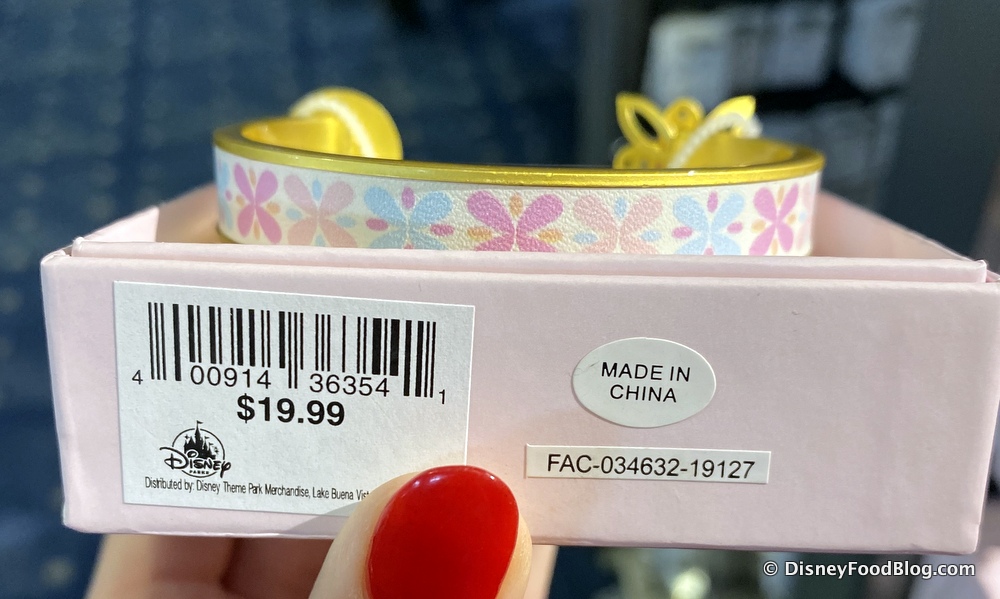 4 00914 36354 1
$19.99
Disney
PARKS
Distributed by: Disney Theme Park Merchandise, Lake Buena
MADE IN
CHINA
FAC-034632-19127
© DisneyFoodBlog.com